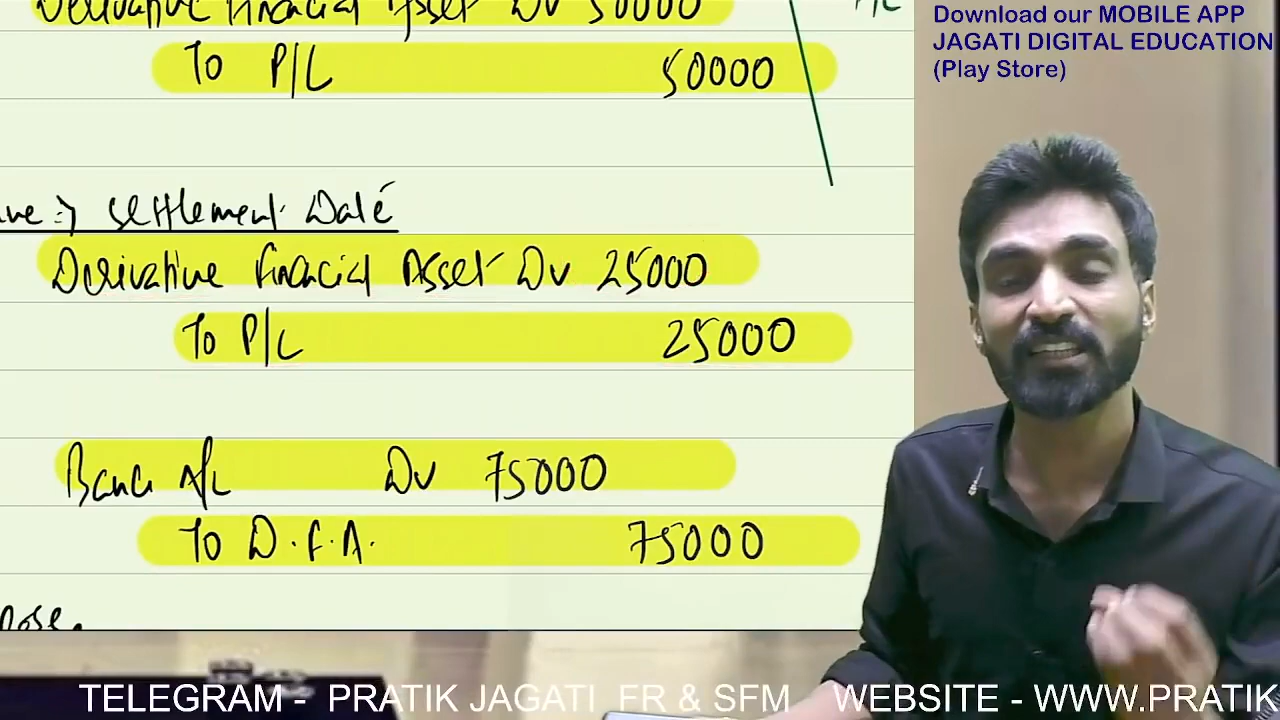 Derivative Financial Asset Dr 50000
To P/L 50000
settlement Date
Derivative Financial Asset Dr 25000
To P/L 25000
Bank A/c Dr 75000
To D.F.A. 75000
Download our MOBILE APP
JAGATI DIGITAL EDUCATION
(Play Store)
TELEGRAM - PRATIK JAGATI FR & SFM WEBSITE - WWW.PRATIK